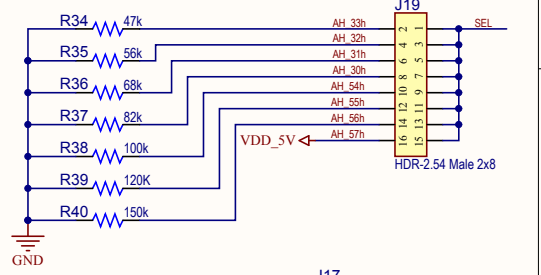 J19
R34 47k AH_33h 2 1 SEL
R35 56k AH_32h 4 3
R36 68k AH_31h 6 5
R37 82k AH_30h 8 7
R38 100k AH_54h 10 9
R39 120K AH_55h 12 11
R40 150k AH_56h 14 13
VDD_5V AH_57h 16 15
HDR-2.54 Male 2x8
GND
J17